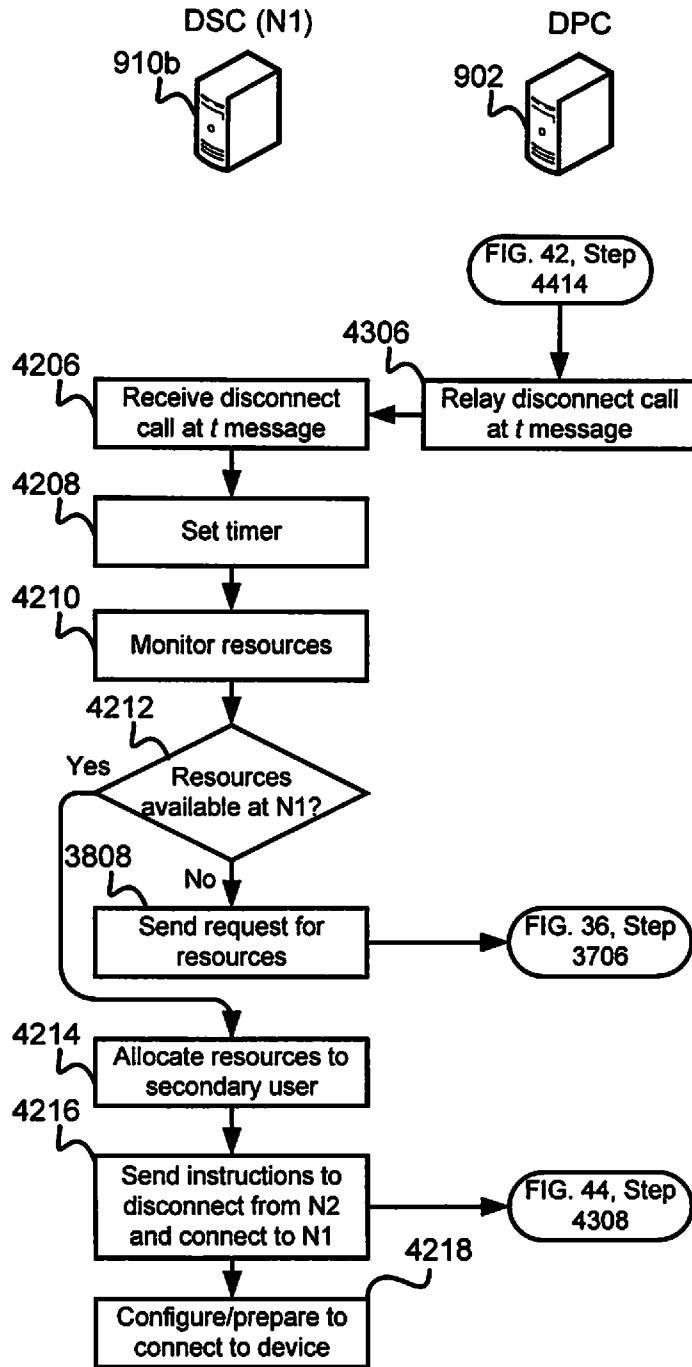 DSC (N1)
DPC
910b
902
FIG. 42, Step
4414
4306
4206
Receive disconnect
call at t message
Relay disconnect call
at t message
4208
Set timer
4210
Monitor resources
4212
Yes
Resources
available at N1?
3808
No
Send request for
resources
FIG. 36, Step
3706
4214
Allocate resources to
secondary user
4216
Send instructions to
disconnect from N2
and connect to N1
FIG. 44, Step
4308
4218
Configure/prepare to
connect to device